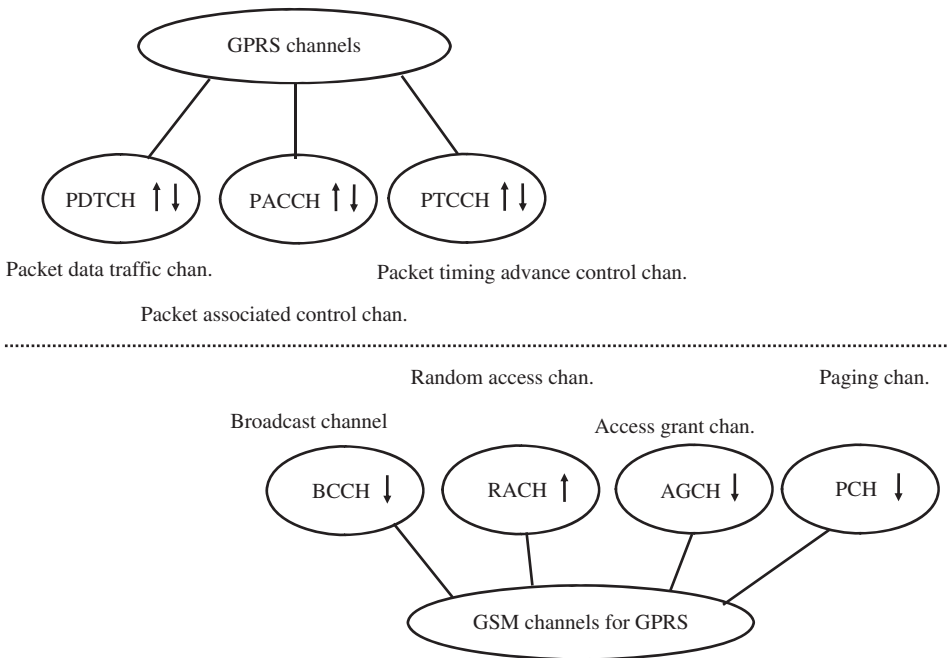 GPRS channels
PDTCH
PACCH
PTCCH
Packet data traffic chan.
Packet timing advance control chan.
Packet associated control chan.
Random access chan.
Paging chan.
Broadcast channel
Access grant chan.
BCCH
RACH
AGCH
PCH
GSM channels for GPRS